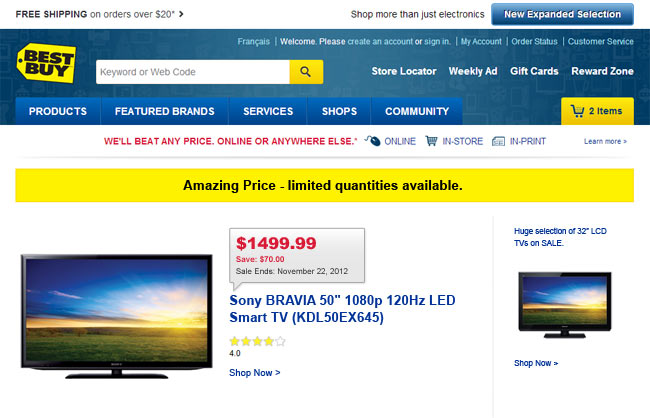 FREE SHIPPING on orders over $20* >
Shop more than just electronics
New Expanded Selection
Français | Welcome. Please create an account or sign in. | My Account | Order Status | Customer Service
BEST BUY
Keyword or Web Code
Store Locator Weekly Ad Gift Cards Reward Zone
PRODUCTS FEATURED BRANDS SERVICES SHOPS COMMUNITY
2 Items
WE'LL BEAT ANY PRICE. ONLINE OR ANYWHERE ELSE.* ONLINE IN-STORE IN-PRINT Learn more »
Amazing Price - limited quantities available.
$1499.99
Save: $70.00
Sale Ends: November 22, 2012
Sony BRAVIA 50" 1080p 120Hz LED
Smart TV (KDL50EX645)
4.0
Shop Now >
Huge selection of 32" LCD
TVs on SALE.
Shop Now »
SONY